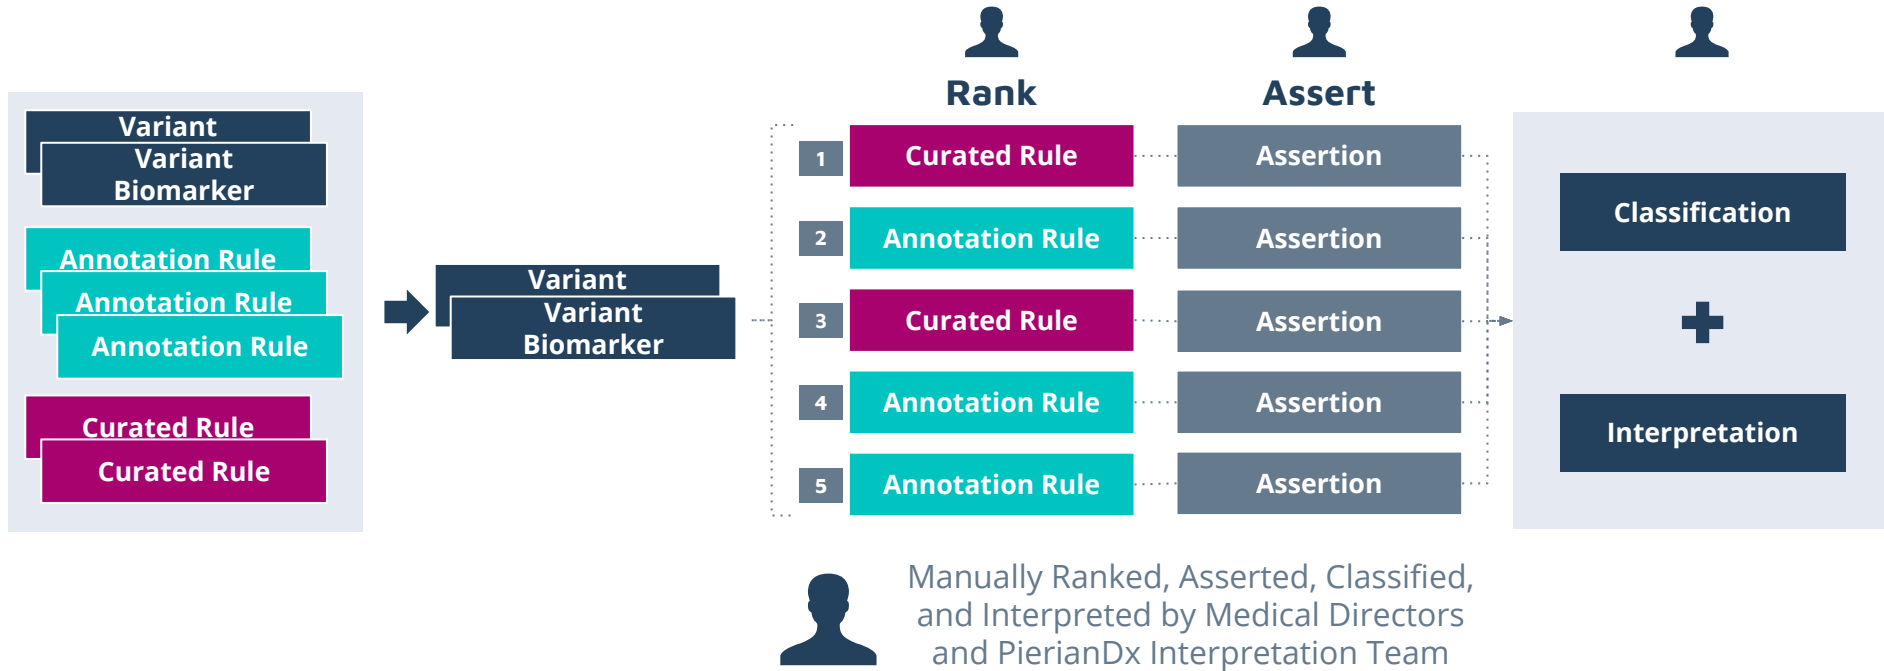 Variant
Variant
Biomarker
Annotation Rule
Annotation Rule
Annotation Rule
Curated Rule
Curated Rule
Variant
Variant
Biomarker
Rank
Assert
1
Curated Rule
Assertion
2
Annotation Rule
Assertion
3
Curated Rule
Assertion
4
Annotation Rule
Assertion
5
Annotation Rule
Assertion
Classification
Interpretation
Manually Ranked, Asserted, Classified,
and Interpreted by Medical Directors
and PierianDx Interpretation Team